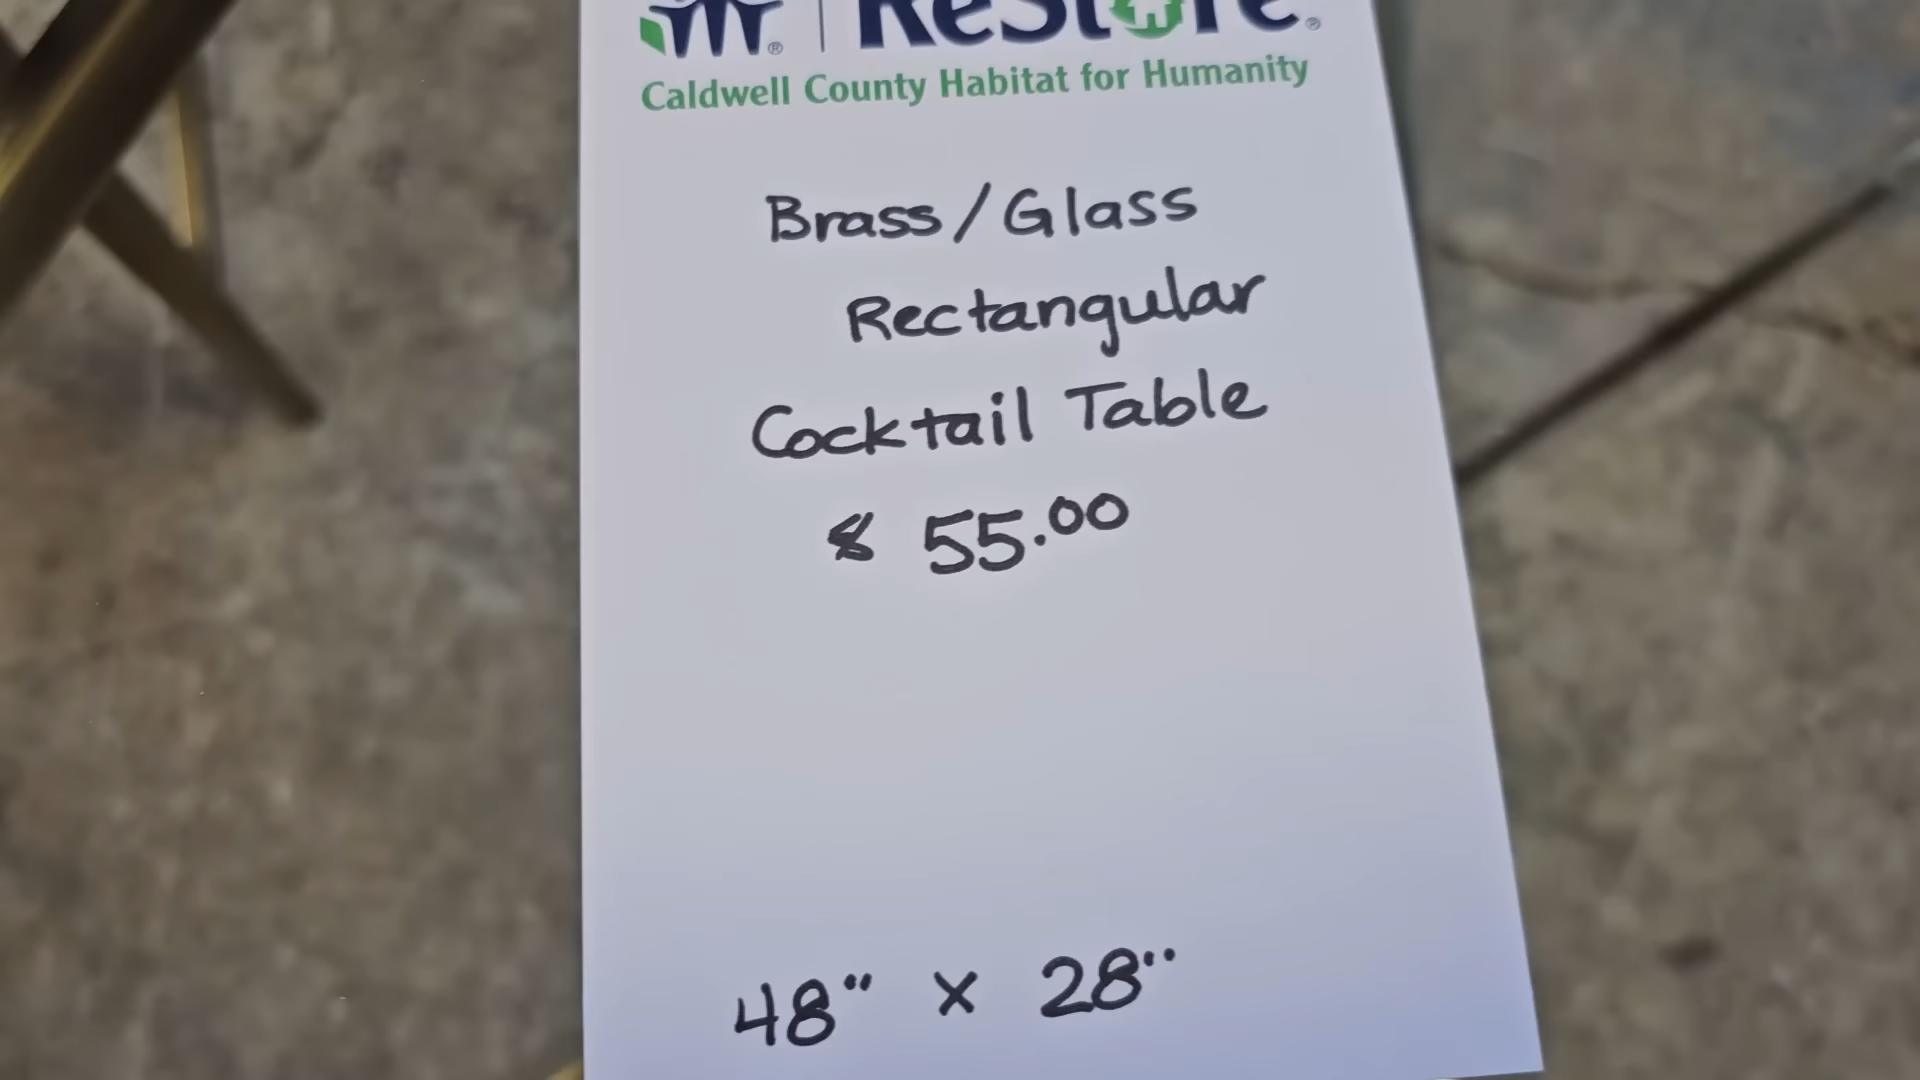 ReStore®
Caldwell County Habitat for Humanity
Brass/Glass
Rectangular
Cocktail Table
$ 55.00
48" x 28"